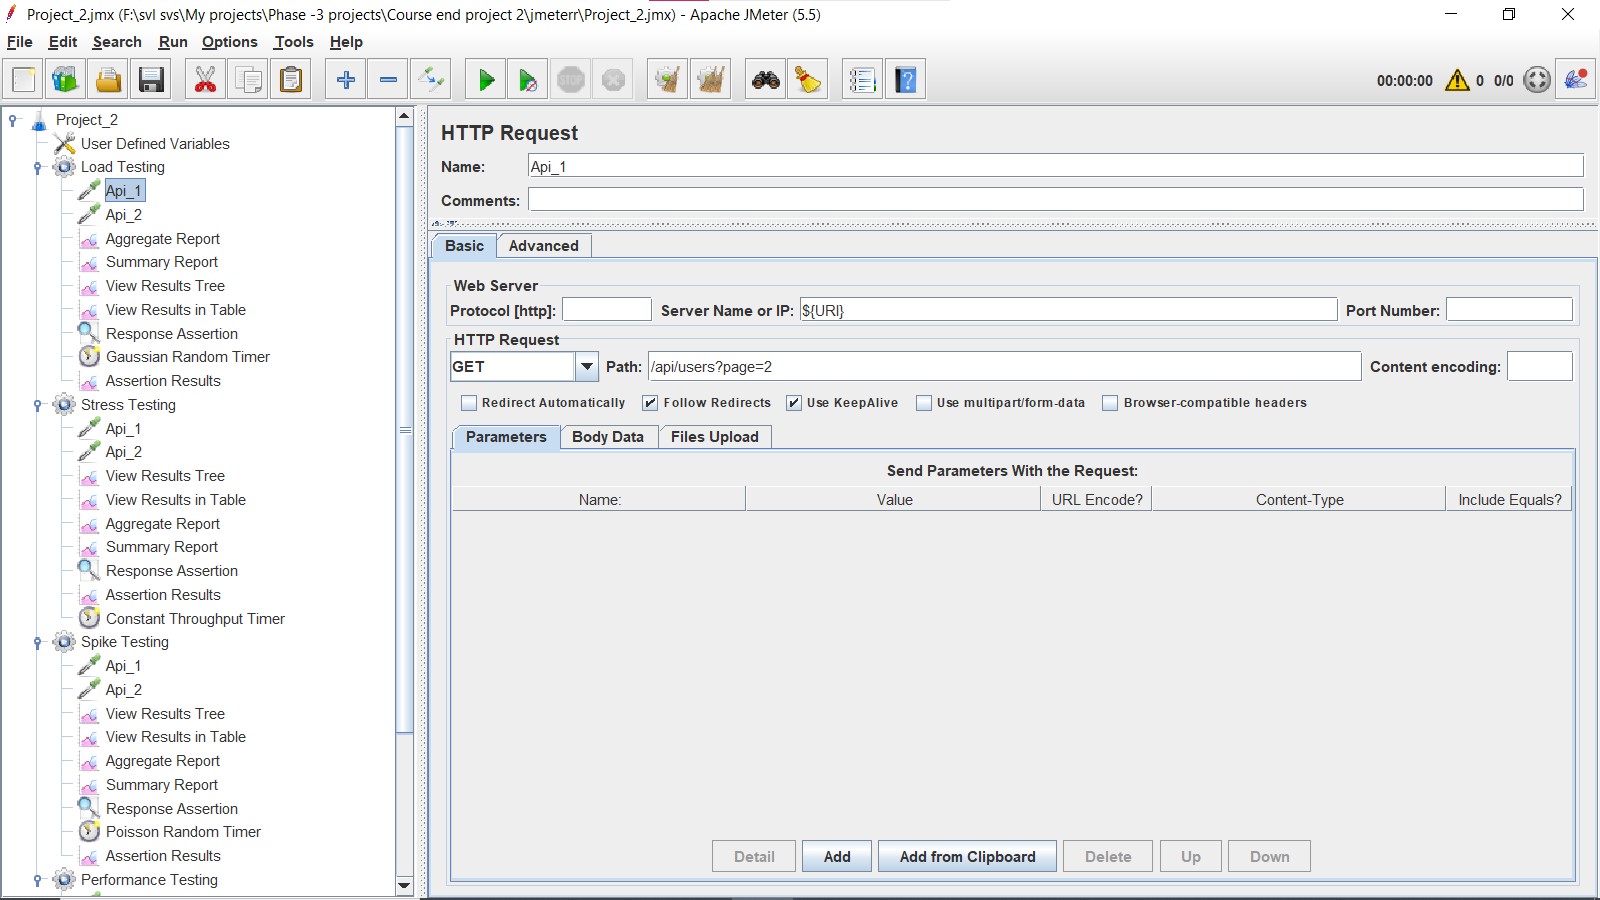 Project_2.jmx (F:\svl svs\My projects\Phase -3 projects\Course end project 2\jmeterr\Project_2.jmx) - Apache JMeter (5.5)
File Edit Search Run Options Tools Help
STOP
00:00:00 0 0/0
Project_2
User Defined Variables
Load Testing
Api_1
Api_2
Aggregate Report
Summary Report
View Results Tree
View Results in Table
Response Assertion
Gaussian Random Timer
Assertion Results
Stress Testing
Api_1
Api_2
View Results Tree
View Results in Table
Aggregate Report
Summary Report
Response Assertion
Assertion Results
Constant Throughput Timer
Spike Testing
Api_1
Api_2
View Results Tree
View Results in Table
Aggregate Report
Summary Report
Response Assertion
Poisson Random Timer
Assertion Results
Performance Testing
HTTP Request
Name: Api_1
Comments:
Basic Advanced
Web Server
Protocol [http]: Server Name or IP: ${URI} Port Number:
HTTP Request
GET Path: /api/users?page=2 Content encoding:
Redirect Automatically Follow Redirects Use KeepAlive Use multipart/form-data Browser-compatible headers
Parameters Body Data Files Upload
Send Parameters With the Request:
Name: Value URL Encode? Content-Type Include Equals?
Detail Add Add from Clipboard Delete Up Down